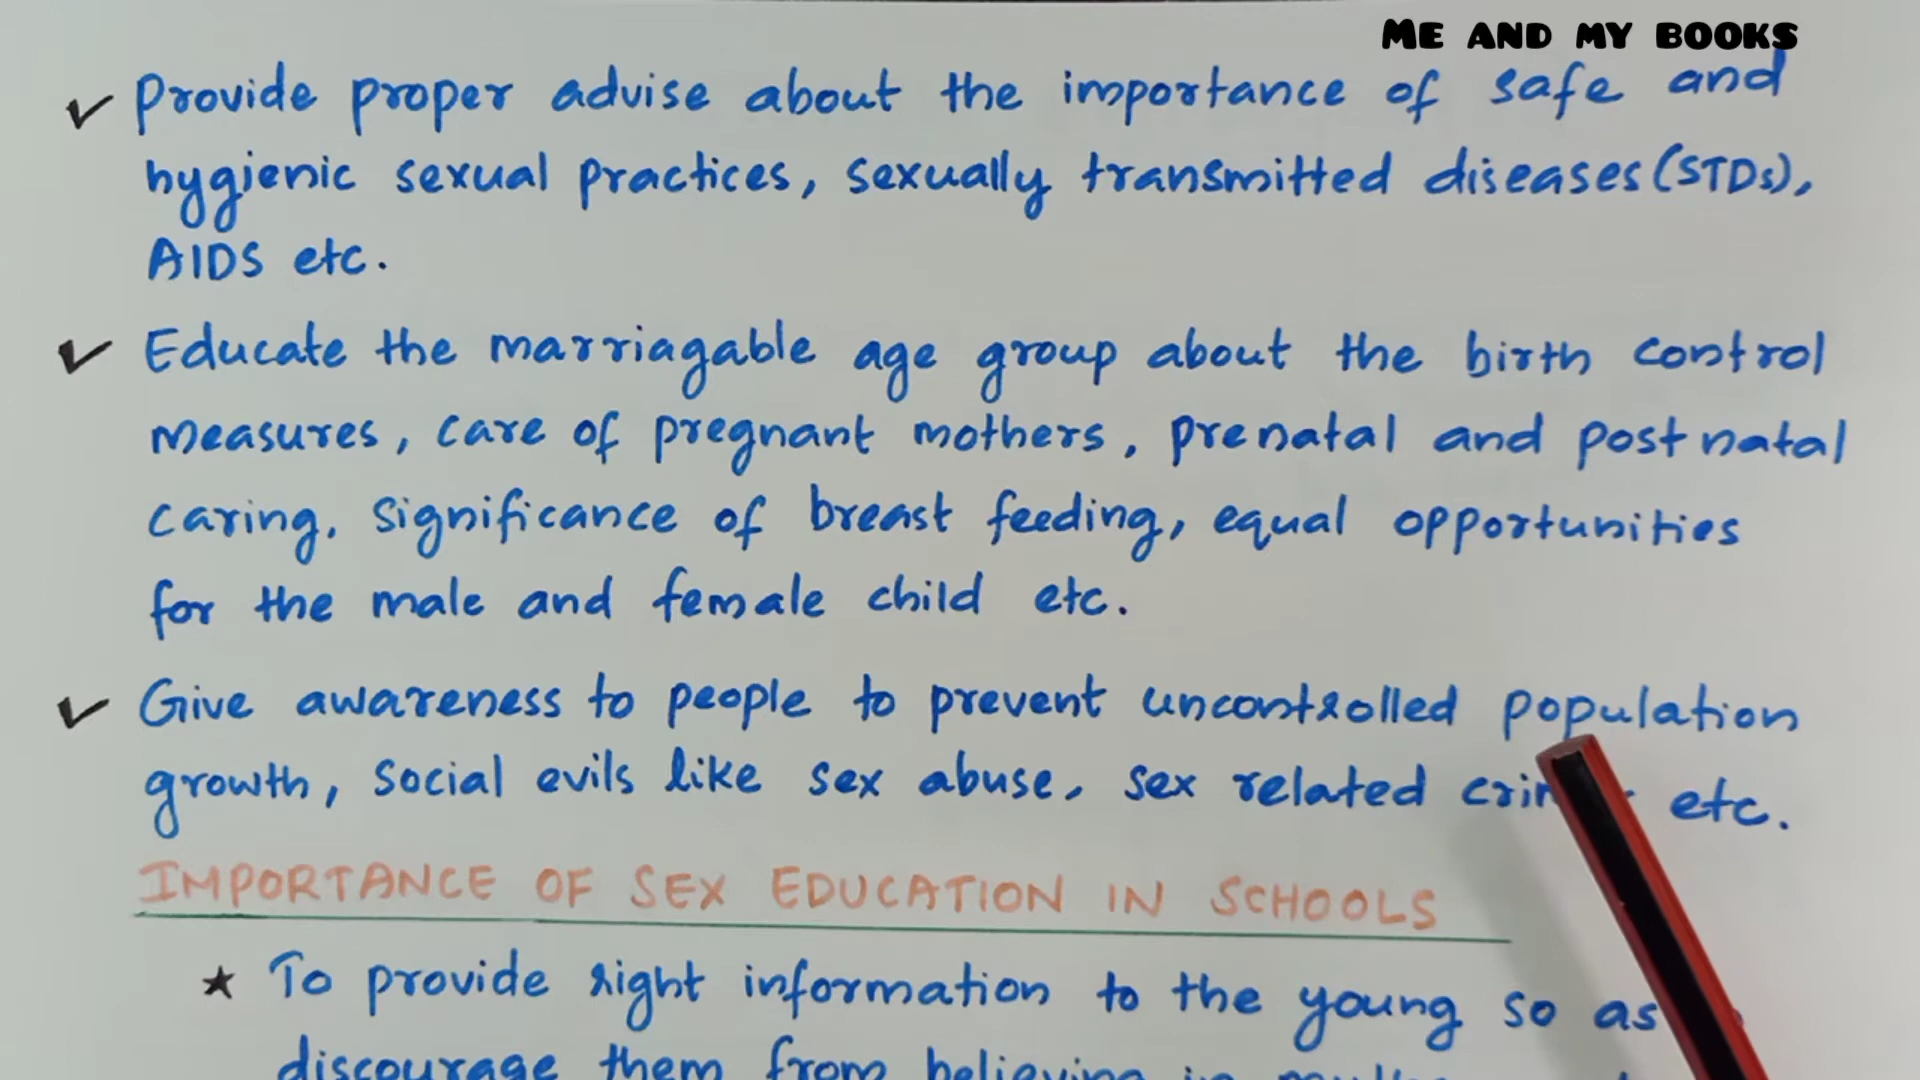 ME AND MY BOOKS
✓ Provide proper advise about the importance of safe and
hygienic sexual practices, sexually transmitted diseases (STDs),
AIDS etc.
✓ Educate the marriagable age group about the birth control
measures, care of pregnant mothers, prenatal and post natal
caring, significance of breast feeding, equal opportunities
for the male and female child etc.
✓ Give awareness to people to prevent uncontrolled population
growth, social evils like sex abuse, sex related etc.
IMPORTANCE OF SEX EDUCATION IN SCHOOLS
★ To provide right information to the young so as
discourage them from believing in